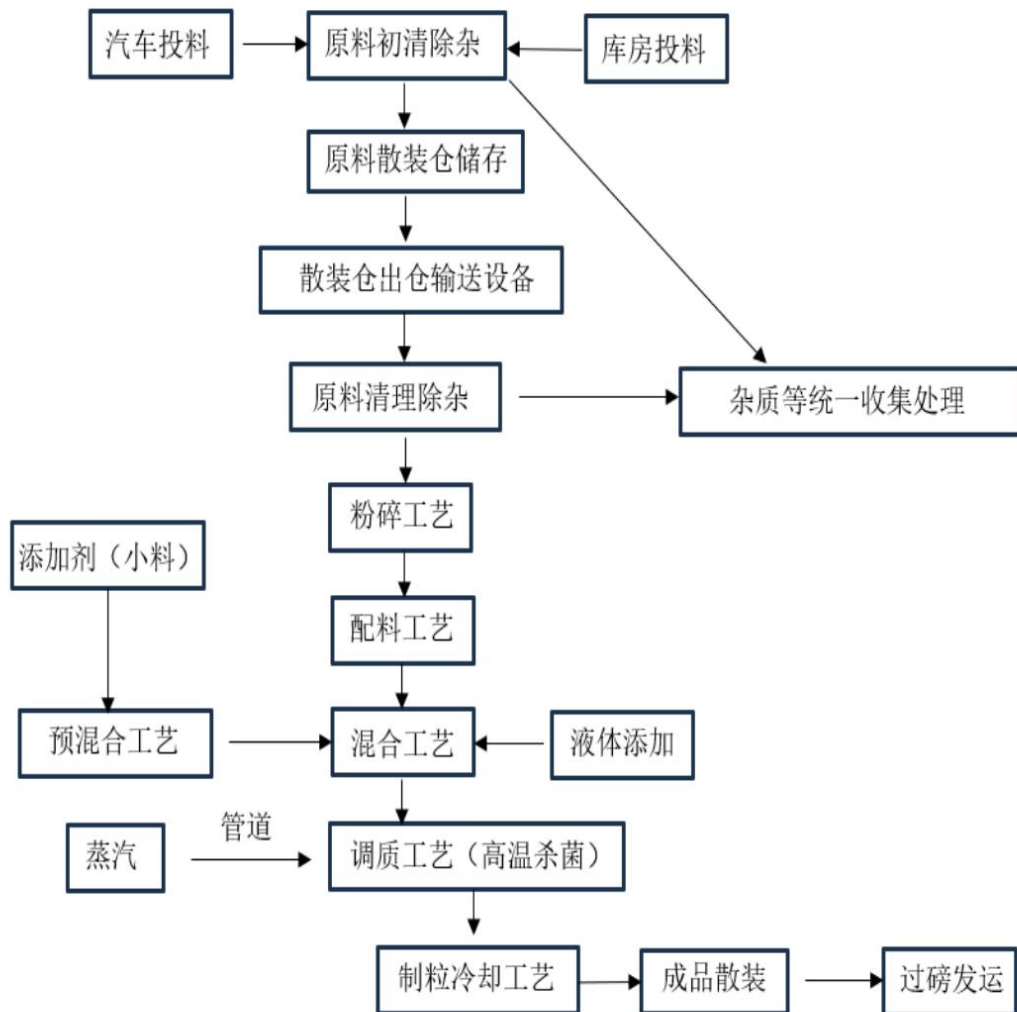 汽车投料
原料初清除杂
库房投料
原料散装仓储存
散装仓出仓输送设备
原料清理除杂
杂质等统一收集处理
粉碎工艺
添加剂（小料）
配料工艺
预混合工艺
混合工艺
液体添加
管道
蒸汽
调质工艺（高温杀菌）
制粒冷却工艺
成品散装
过磅发运